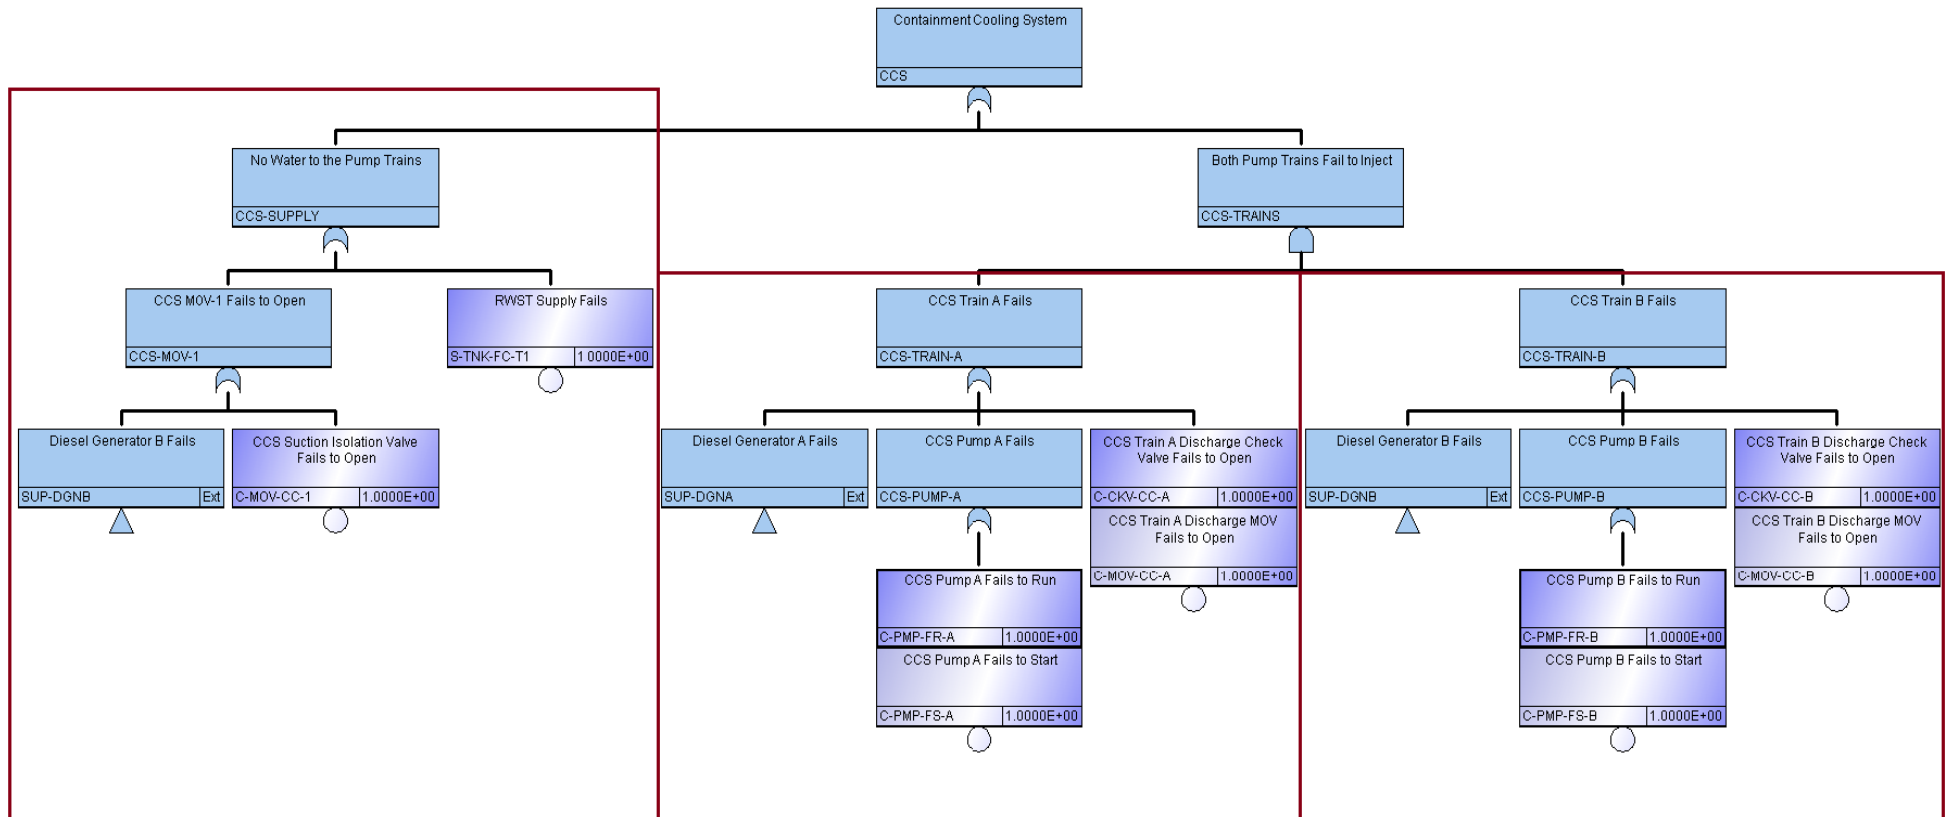 Containment Cooling System
CCS
No Water to the Pump Trains
CCS-SUPPLY
Both Pump Trains Fail to Inject
CCS-TRAINS
CCS MOV-1 Fails to Open
CCS-MOV-1
RWST Supply Fails
S-TNK-FC-T1 1.0000E+00
CCS Train A Fails
CCS-TRAIN-A
CCS Train B Fails
CCS-TRAIN-B
Diesel Generator B Fails
SUP-DGNB Ext
CCS Suction Isolation Valve
Fails to Open
C-MOV-CC-1 1.0000E+00
Diesel Generator A Fails
SUP-DGNA Ext
CCS Pump A Fails
CCS-PUMP-A
CCS Train A Discharge Check
Valve Fails to Open
C-CKV-CC-A 1.0000E+00
CCS Train A Discharge MOV
Fails to Open
C-MOV-CC-A 1.0000E+00
Diesel Generator B Fails
SUP-DGNB Ext
CCS Pump B Fails
CCS-PUMP-B
CCS Train B Discharge Check
Valve Fails to Open
C-CKV-CC-B 1.0000E+00
CCS Train B Discharge MOV
Fails to Open
C-MOV-CC-B 1.0000E+00
CCS Pump A Fails to Run
C-PMP-FR-A 1.0000E+00
CCS Pump A Fails to Start
C-PMP-FS-A 1.0000E+00
CCS Pump B Fails to Run
C-PMP-FR-B 1.0000E+00
CCS Pump B Fails to Start
C-PMP-FS-B 1.0000E+00